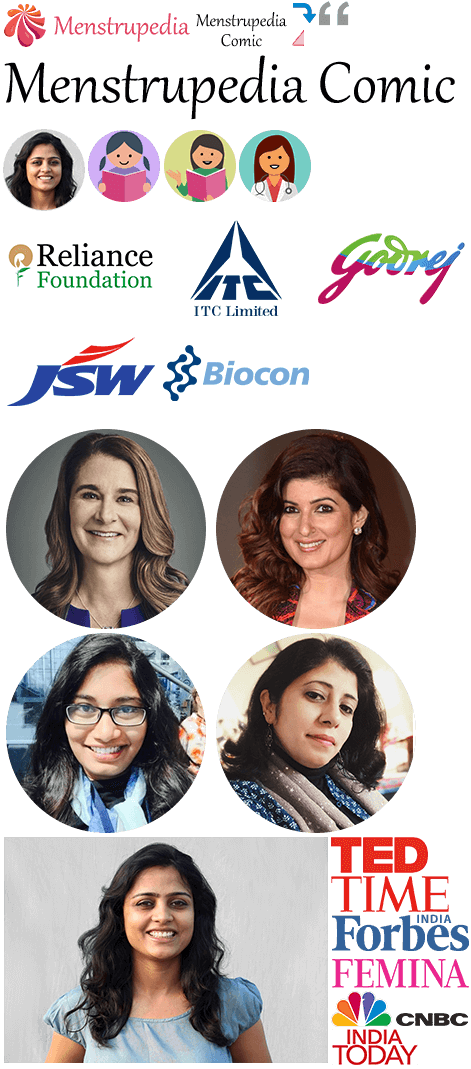 Menstrupedia
Menstrupedia
Comic
Menstrupedia Comic
Reliance
Foundation
ITC
ITC Limited
Godrej
JSW
Biocon
TED
TIME
INDIA
Forbes
FEMINA
CNBC
INDIA
TODAY